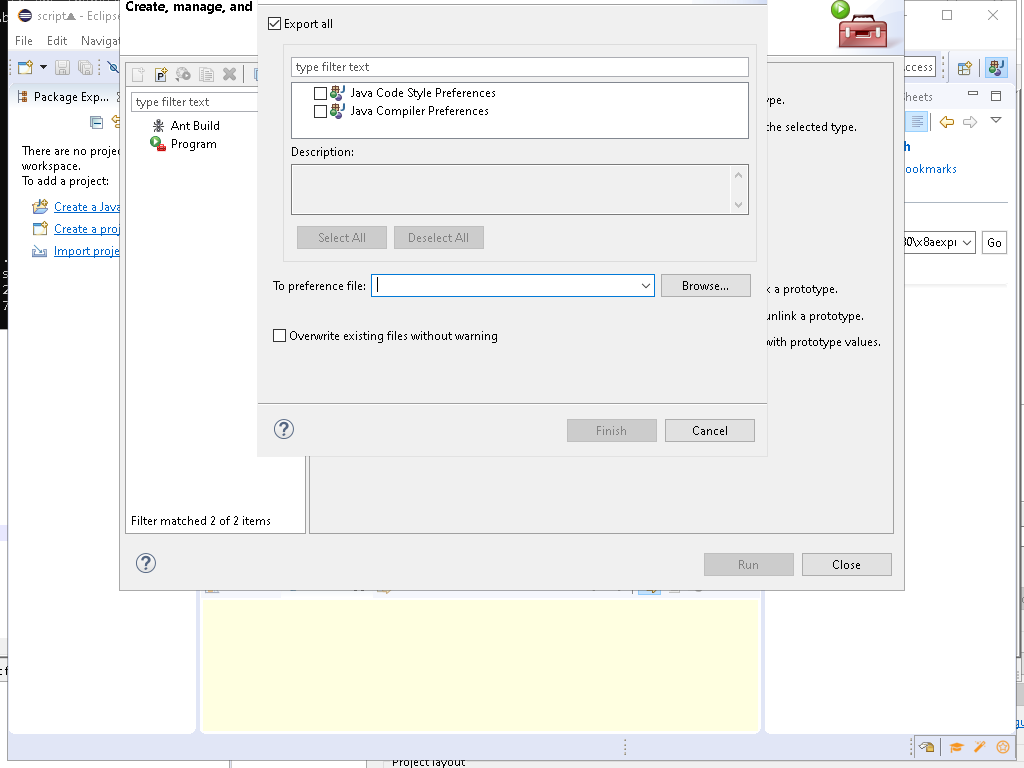 Create, manage, and
script▲ - Eclips
File Edit Navigat
Export all
type filter text
Java Code Style Preferences
Java Compiler Preferences
Description:
Select All Deselect All
To preference file:
Browse...
Overwrite existing files without warning
Finish Cancel
Package Exp...
There are no projec
workspace.
To add a project:
Create a Java
Create a proj
Import proje
type filter text
Ant Build
Program
Filter matched 2 of 2 items
ype.
the selected type.
k a prototype.
unlink a prototype.
with prototype values.
Run Close
ccess
heets
h
ookmarks
Go
Project layout